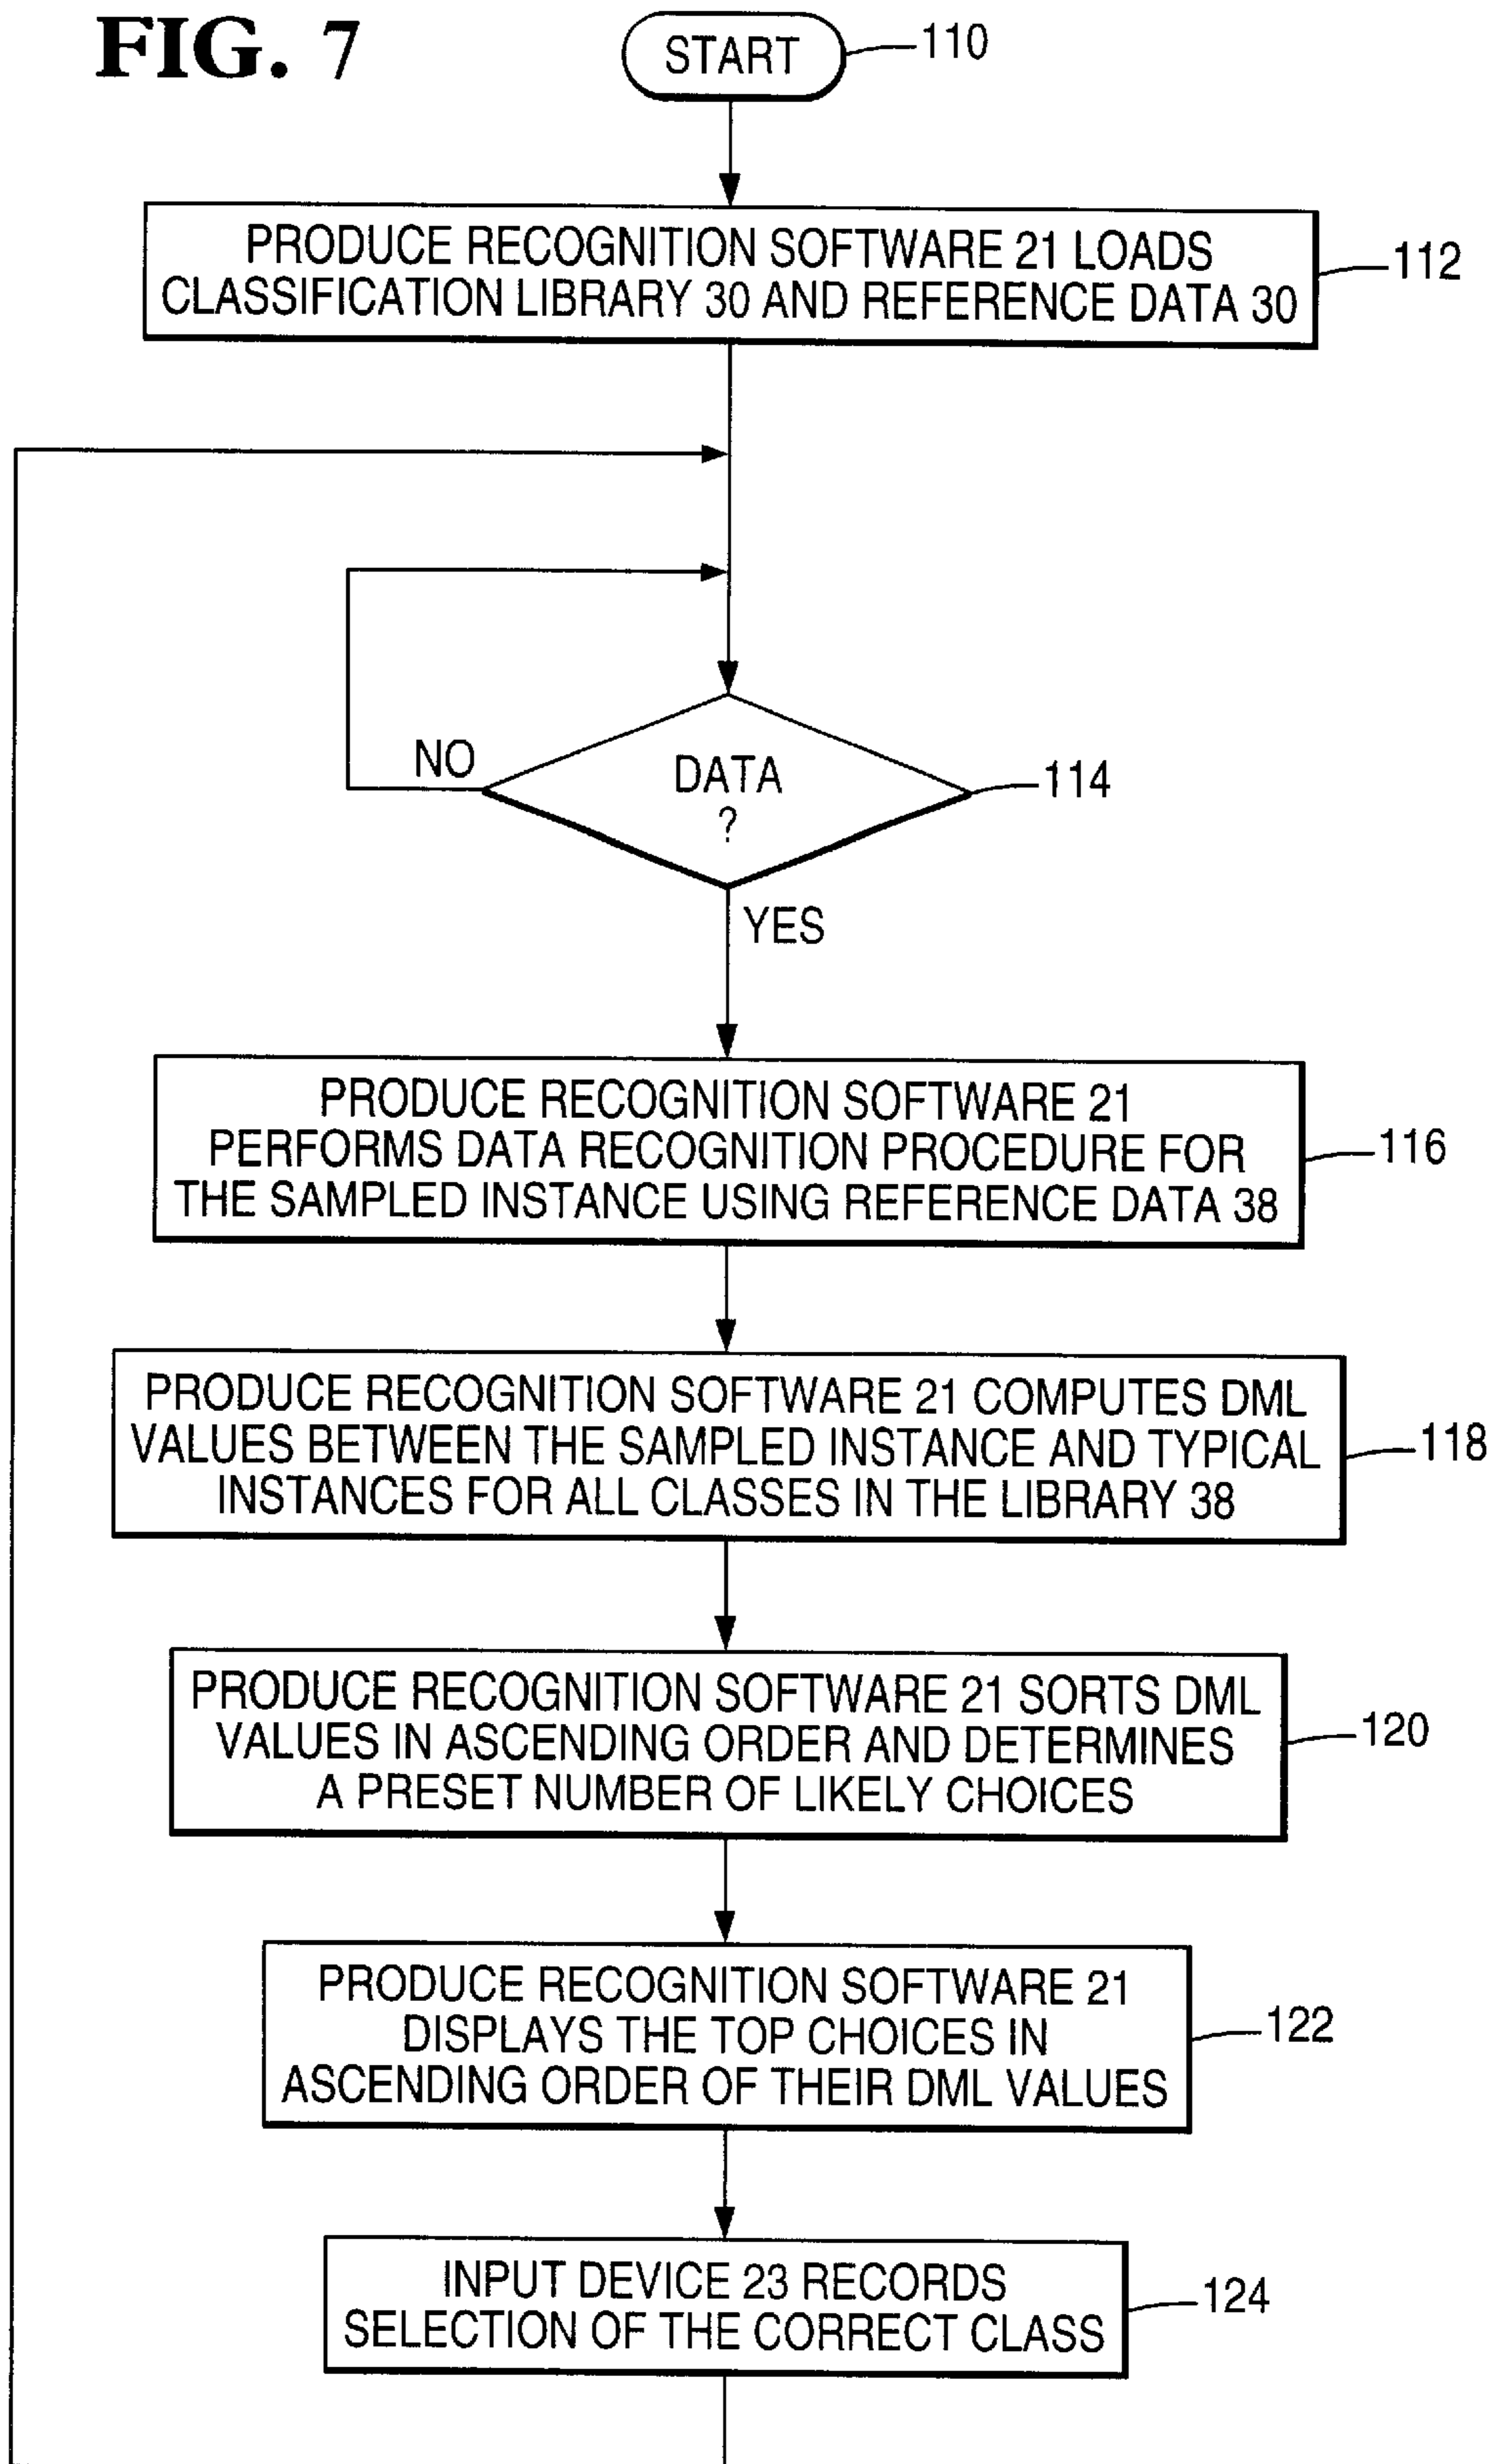 FIG. 7
START
110
PRODUCE RECOGNITION SOFTWARE 21 LOADS
CLASSIFICATION LIBRARY 30 AND REFERENCE DATA 30
112
NO
DATA
?
114
YES
PRODUCE RECOGNITION SOFTWARE 21
PERFORMS DATA RECOGNITION PROCEDURE FOR
THE SAMPLED INSTANCE USING REFERENCE DATA 38
116
PRODUCE RECOGNITION SOFTWARE 21 COMPUTES DML
VALUES BETWEEN THE SAMPLED INSTANCE AND TYPICAL
INSTANCES FOR ALL CLASSES IN THE LIBRARY 38
118
PRODUCE RECOGNITION SOFTWARE 21 SORTS DML
VALUES IN ASCENDING ORDER AND DETERMINES
A PRESET NUMBER OF LIKELY CHOICES
120
PRODUCE RECOGNITION SOFTWARE 21
DISPLAYS THE TOP CHOICES IN
ASCENDING ORDER OF THEIR DML VALUES
122
INPUT DEVICE 23 RECORDS
SELECTION OF THE CORRECT CLASS
124